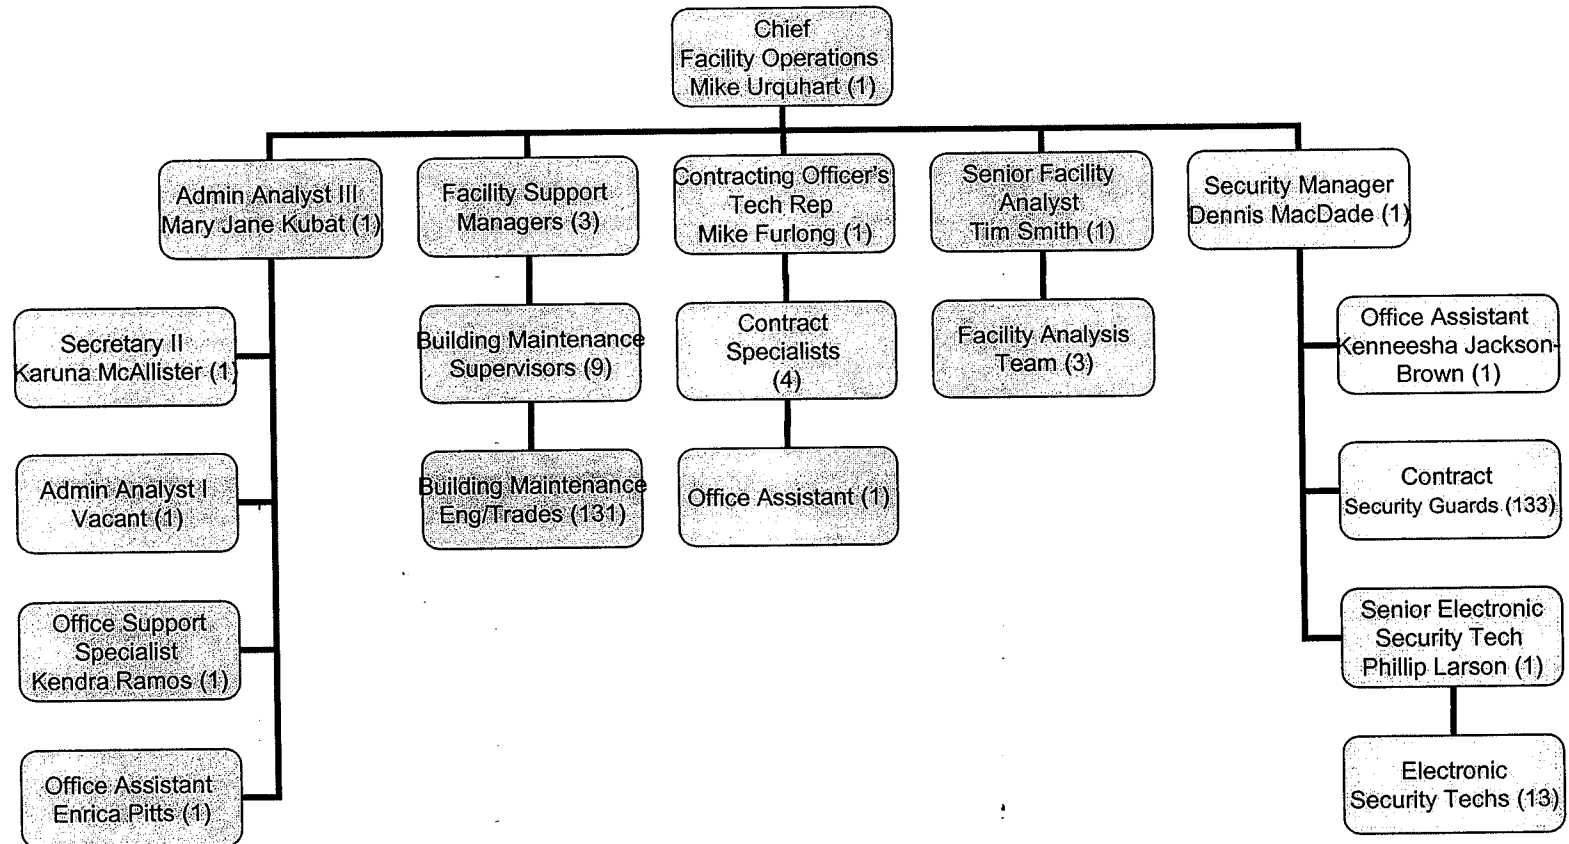 Chief
Facility Operations
Mike Urquhart (1)
Admin Analyst III
Mary Jane Kubat (1)
Facility Support
Managers (3)
Contracting Officer's
Tech Rep
Mike Furlong (1)
Senior Facility
Analyst
Tim Smith (1)
Security Manager
Dennis MacDade (1)
Secretary II
Karuna McAllister (1)
Admin Analyst I
Vacant (1)
Office Support
Specialist
Kendra Ramos (1)
Office Assistant
Enrica Pitts (1)
Building Maintenance
Supervisors (9)
Building Maintenance
Eng/Trades (131)
Contract
Specialists
(4)
Office Assistant (1)
Facility Analysis
Team (3)
Office Assistant
Kenneesha Jackson-
Brown (1)
Contract
Security Guards (133)
Senior Electronic
Security Tech
Phillip Larson (1)
Electronic
Security Techs (13)